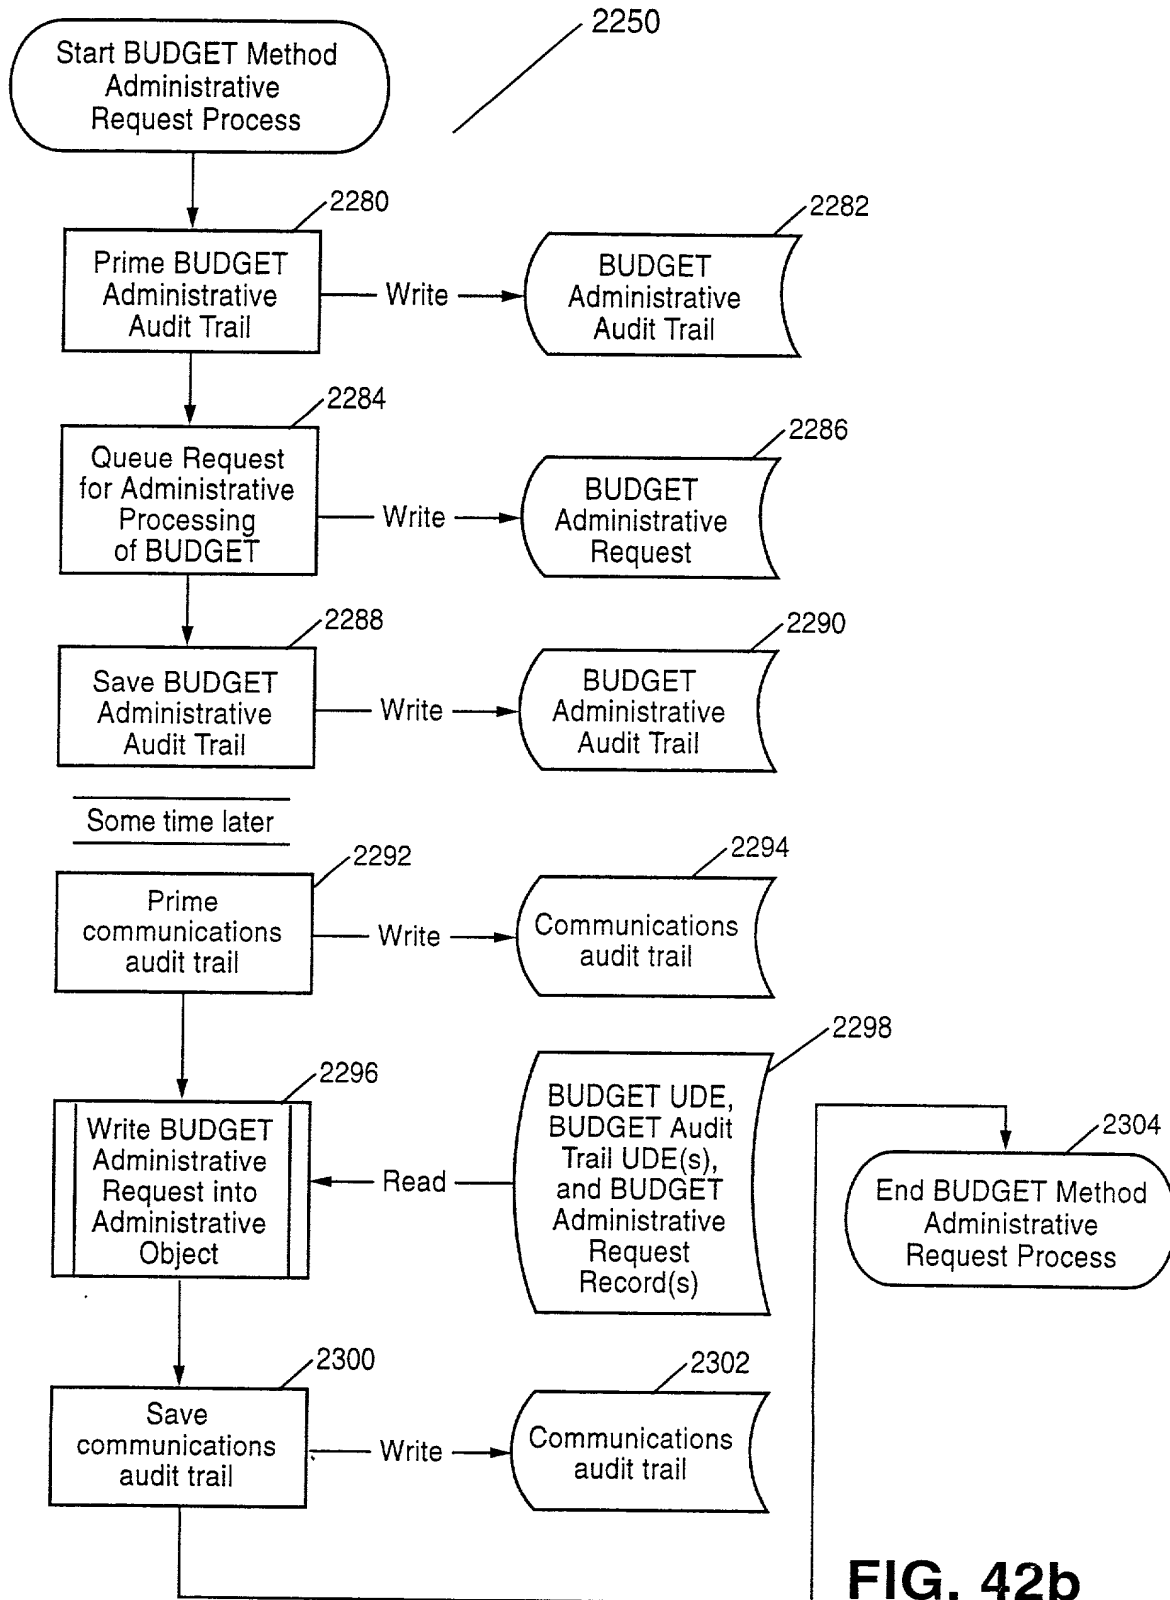 2250
Start BUDGET Method
Administrative
Request Process
2280
Prime BUDGET
Administrative
Audit Trail
Write
2282
BUDGET
Administrative
Audit Trail
2284
Queue Request
for Administrative
Processing
of BUDGET
Write
2286
BUDGET
Administrative
Request
2288
Save BUDGET
Administrative
Audit Trail
Write
2290
BUDGET
Administrative
Audit Trail
Some time later
2292
Prime
communications
audit trail
Write
2294
Communications
audit trail
2296
Write BUDGET
Administrative
Request into
Administrative
Object
Read
2298
BUDGET UDE,
BUDGET Audit
Trail UDE(s),
and BUDGET
Administrative
Request
Record(s)
2300
Save
communications
audit trail
Write
2302
Communications
audit trail
2304
End BUDGET Method
Administrative
Request Process
FIG. 42b